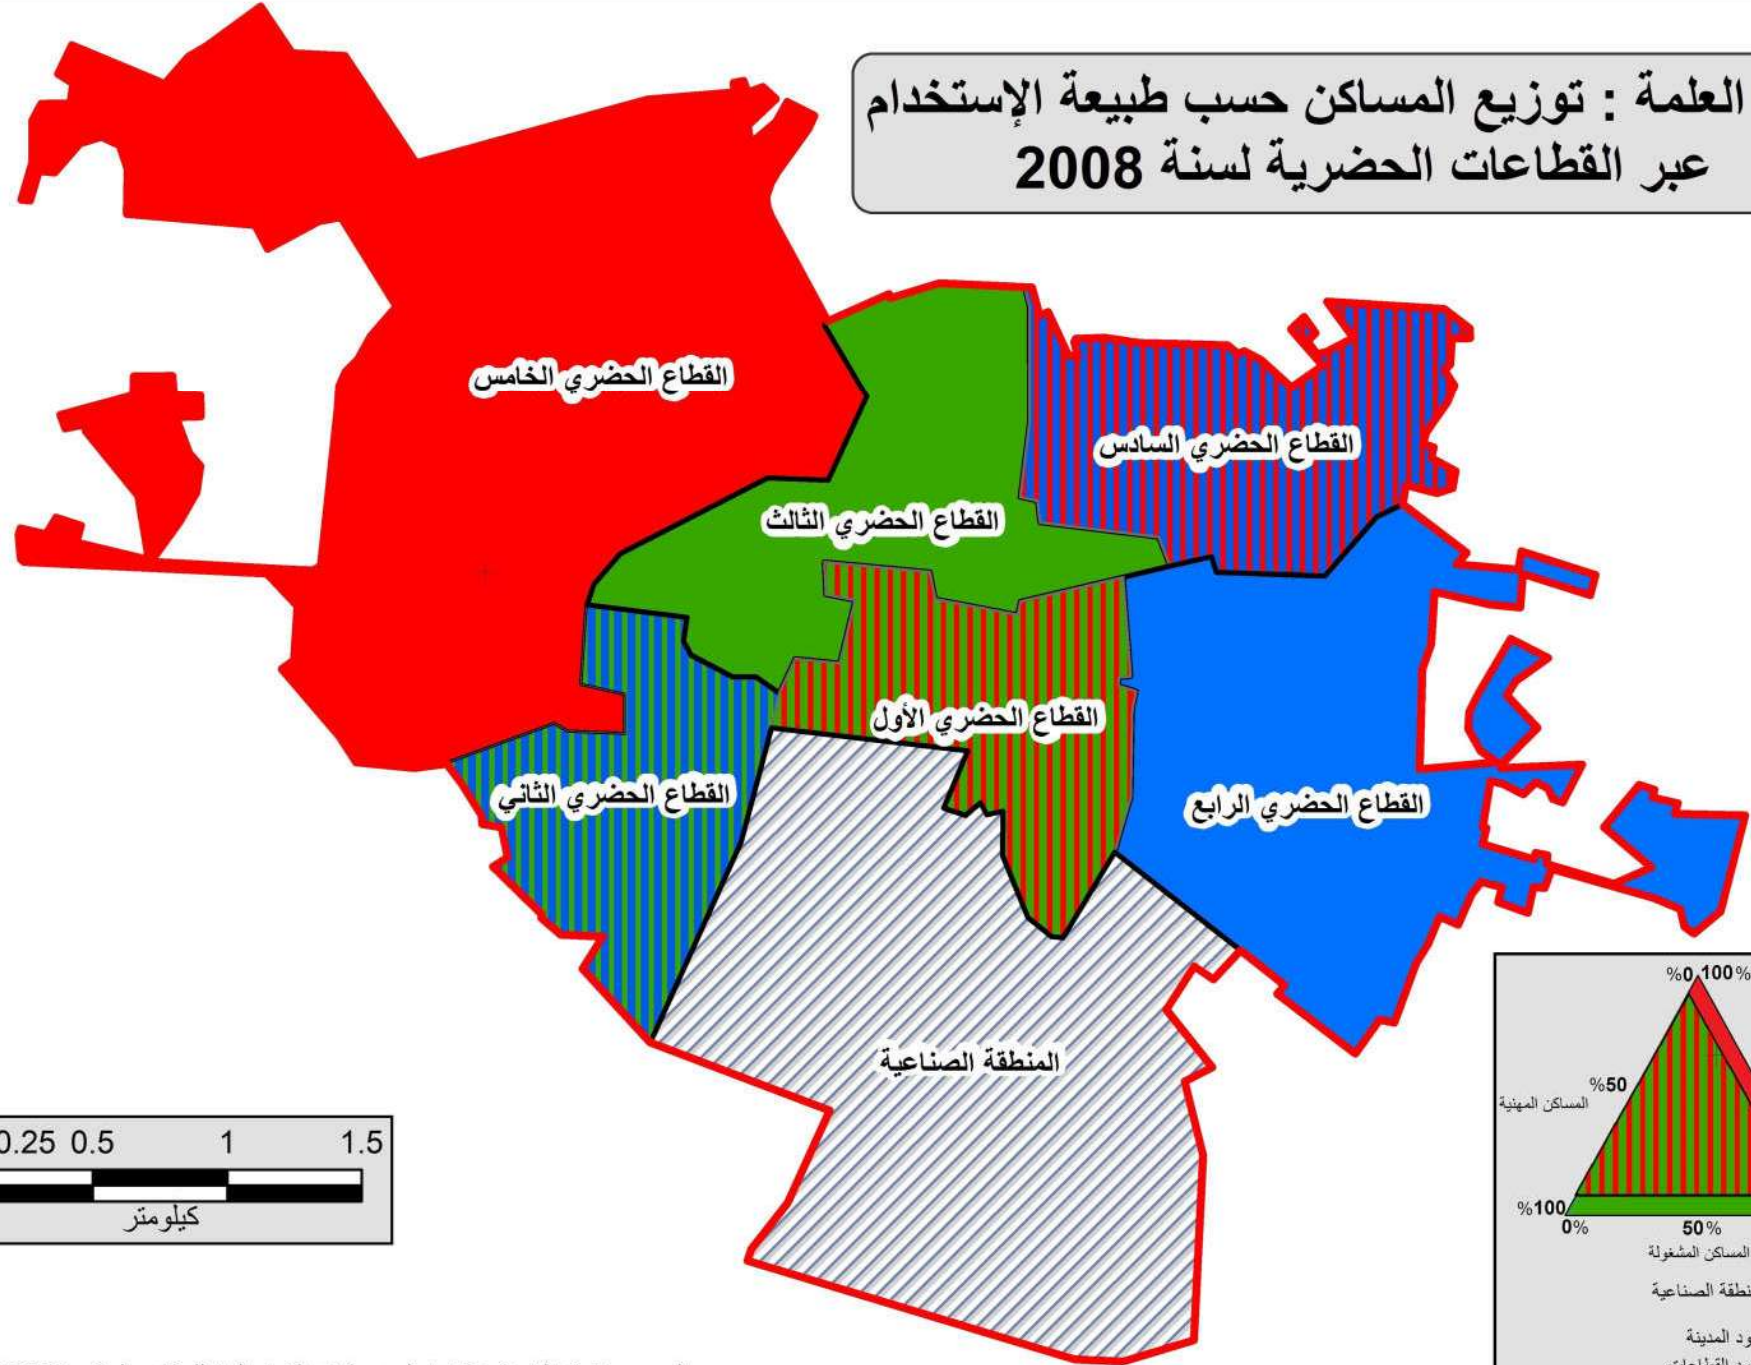 العلمة : توزيع المساكن حسب طبيعة الإستخدام
عبر القطاعات الحضرية لسنة 2008
القطاع الحضري الخامس
القطاع الحضري السادس
القطاع الحضري الثالث
القطاع الحضري الأول
القطاع الحضري الثاني
القطاع الحضري الرابع
المنطقة الصناعية
0.25 0.5 1 1.5
كيلومتر
%0 100%
%50
المساكن المهنية
%100
0% 50%
المساكن المشغولة
الصناعية
المدينة